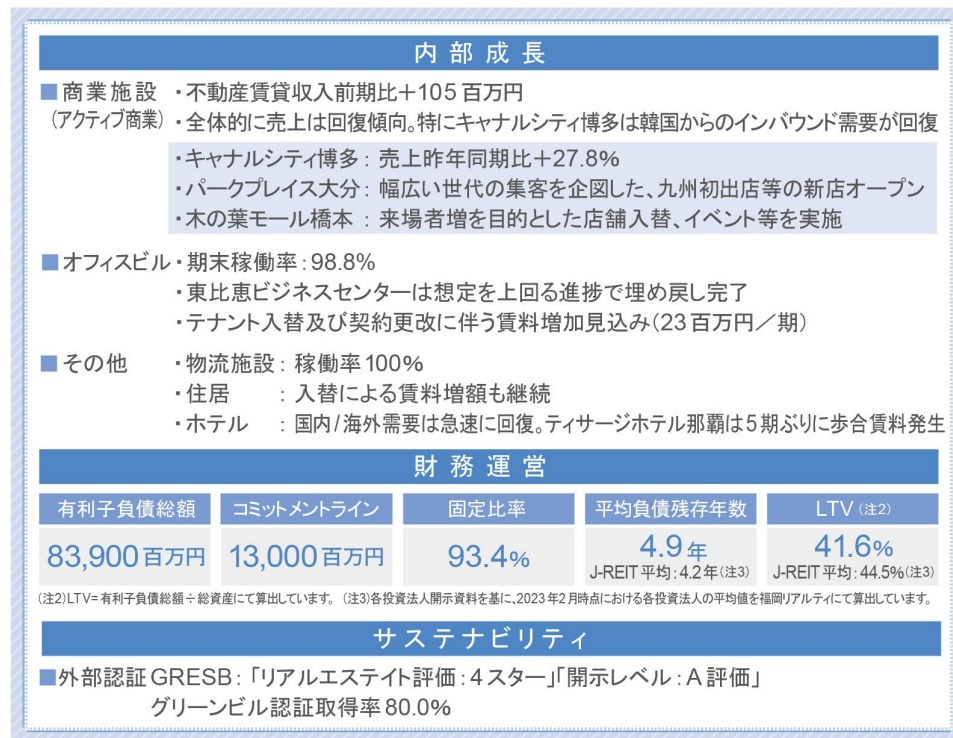 内部成長
■商業施設 ・不動産賃貸収入前期比＋105百万円
(アクティブ商業) ・全体的に売上は回復傾向。特にキャナルシティ博多は韓国からのインバウンド需要が回復
・キャナルシティ博多：売上昨年同期比＋27.8%
・パークプレイス大分：幅広い世代の集客を企図した、九州初出店等の新店オープン
・木の葉モール橋本：来場者増を目的とした店舗入替、イベント等を実施
■オフィスビル・期末稼働率：98.8%
・東比恵ビジネスセンターは想定を上回る進捗で埋め戻し完了
・テナント入替及び契約更改に伴う賃料増加見込み(23百万円／期)
■その他 ・物流施設：稼働率100%
・住居 ：入替による賃料増額も継続
・ホテル ：国内/海外需要は急速に回復。ティサージホテル那覇は5期ぶりに歩合賃料発生
財務運営
有利子負債総額 コミットメントライン 固定比率 平均負債残存年数 LTV(注2)
83,900百万円 13,000百万円 93.4% 4.9年 41.6%
J-REIT平均：4.2年(注3) J-REIT平均：44.5%(注3)
(注2)LTV=有利子負債総額÷総資産にて算出しています。 (注3)各投資法人開示資料を基に、2023年2月時点における各投資法人の平均値を福岡リアルティにて算出しています。
サステナビリティ
■外部認証GRESB：「リアルエステイト評価：4スター」「開示レベル：A評価」
グリーンビル認証取得率80.0%